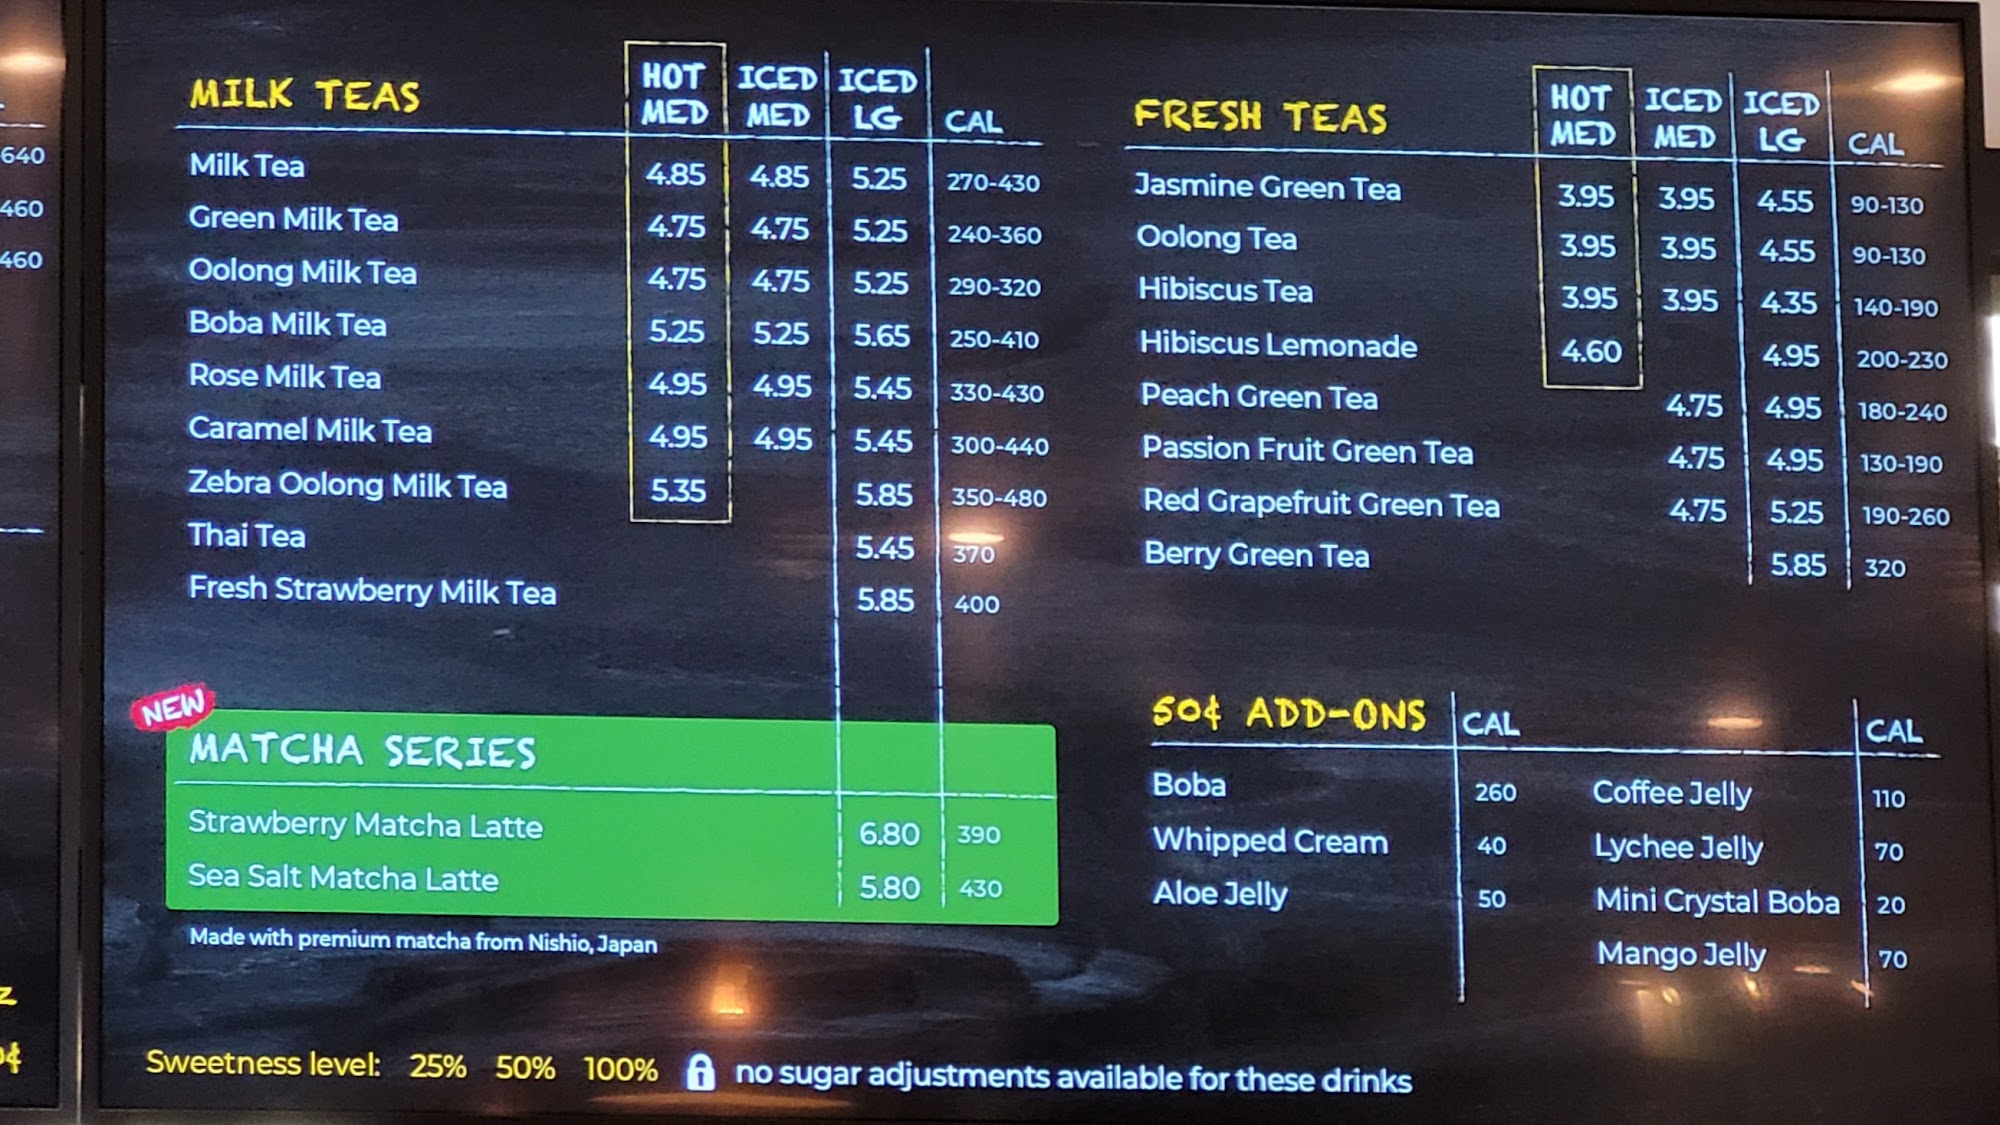 -640
460
460
z
¢
MILK TEAS HOT MED ICED MED ICED LG CAL
Milk Tea 4.85 4.85 5.25 270-430
Green Milk Tea 4.75 4.75 5.25 240-360
Oolong Milk Tea 4.75 4.75 5.25 290-320
Boba Milk Tea 5.25 5.25 5.65 250-410
Rose Milk Tea 4.95 4.95 5.45 330-430
Caramel Milk Tea 4.95 4.95 5.45 300-440
Zebra Oolong Milk Tea 5.35 5.85 350-480
Thai Tea 5.45 370
Fresh Strawberry Milk Tea 5.85 400
NEW
MATCHA SERIES
Strawberry Matcha Latte 6.80 390
Sea Salt Matcha Latte 5.80 430
Made with premium matcha from Nishio, Japan
FRESH TEAS HOT MED ICED MED ICED LG CAL
Jasmine Green Tea 3.95 3.95 4.55 90-130
Oolong Tea 3.95 3.95 4.55 90-130
Hibiscus Tea 3.95 3.95 4.35 140-190
Hibiscus Lemonade 4.60 4.95 200-230
Peach Green Tea 4.75 4.95 180-240
Passion Fruit Green Tea 4.75 4.95 130-190
Red Grapefruit Green Tea 4.75 5.25 190-260
Berry Green Tea 5.85 320
50¢ ADD-ONS CAL CAL
Boba 260 Coffee Jelly 110
Whipped Cream 40 Lychee Jelly 70
Aloe Jelly 50 Mini Crystal Boba 20
Mango Jelly 70
Sweetness level: 25% 50% 100% no sugar adjustments available for these drinks